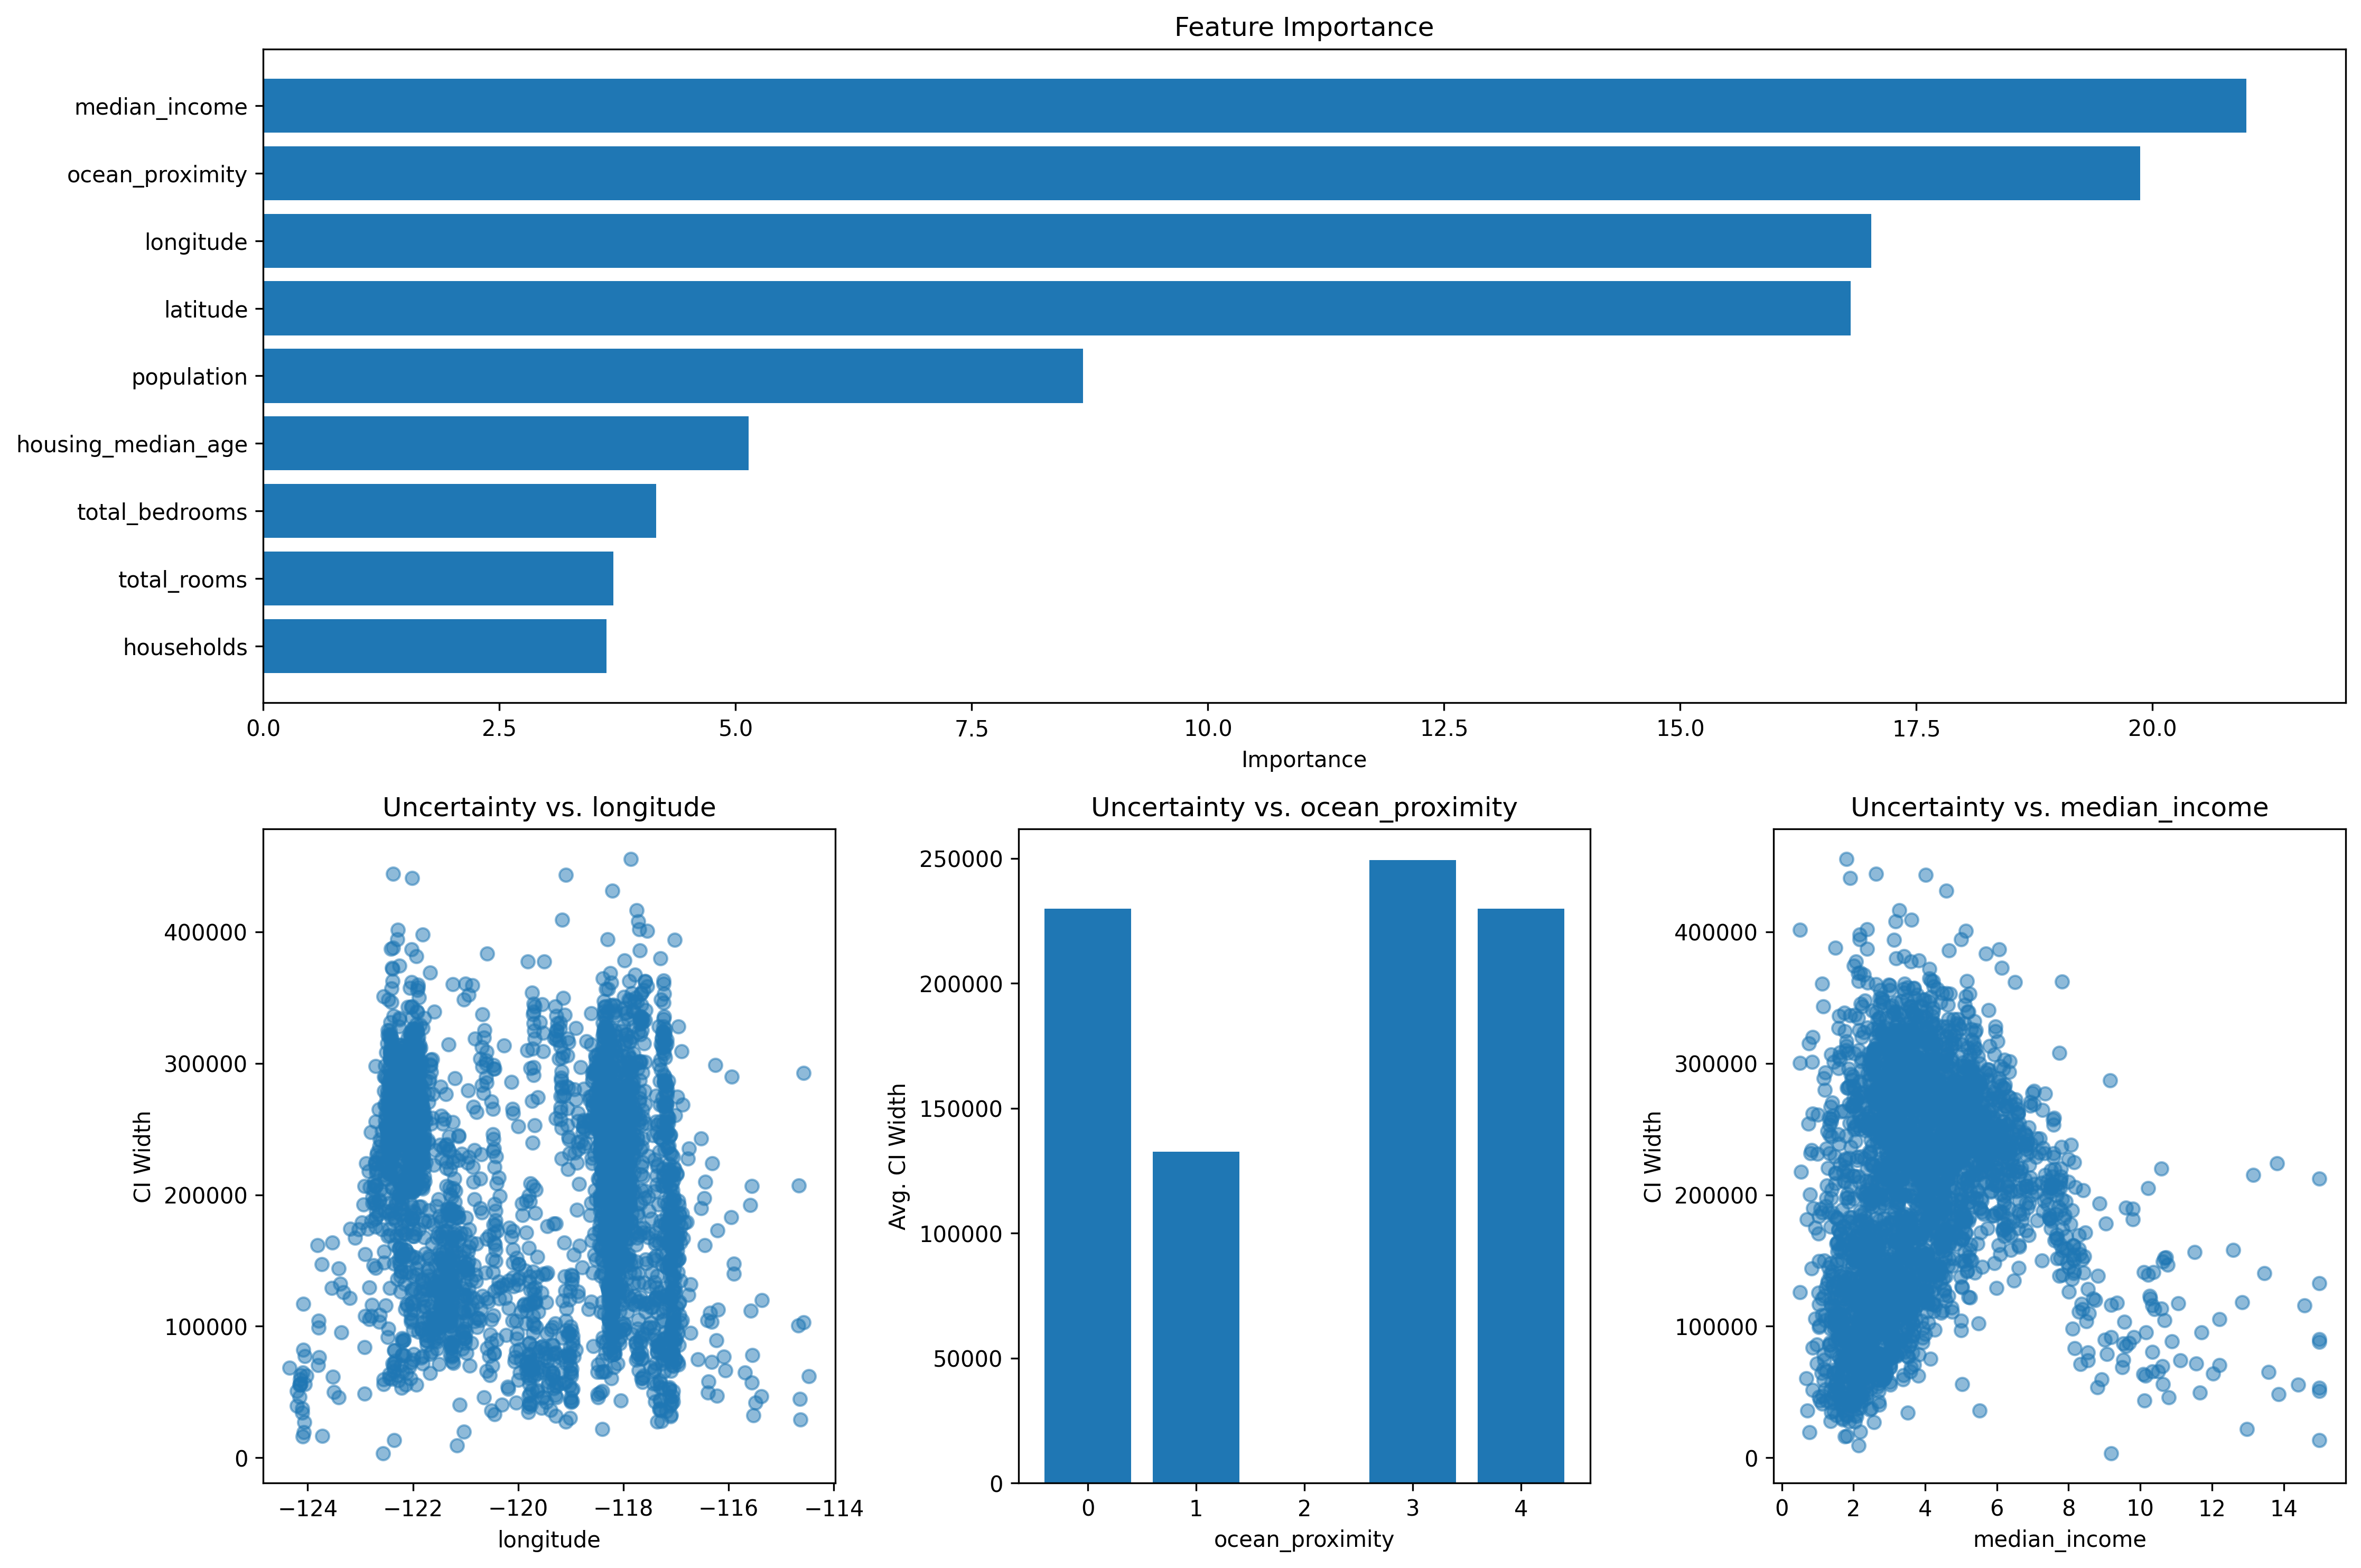 Feature Importance
median_income
ocean_proximity
longitude
latitude
population
housing_median_age
total_bedrooms
total_rooms
households
0.0 2.5 5.0 7.5 10.0 12.5 15.0 17.5 20.0
Importance
Uncertainty vs. longitude
CI Width
400000
300000
200000
100000
0
−124 −122 −120 −118 −116 −114
longitude
Uncertainty vs. ocean_proximity
Avg. CI Width
250000
200000
150000
100000
50000
0
0 1 2 3 4
ocean_proximity
Uncertainty vs. median_income
CI Width
400000
300000
200000
100000
0
0 2 4 6 8 10 12 14
median_income